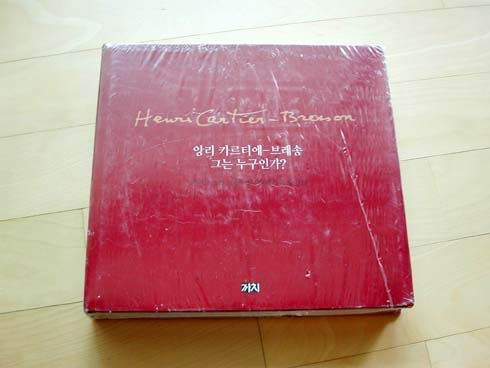 Henri Cartier-Bresson
앙리 카르티에-브레송
그는 누구인가?
까치